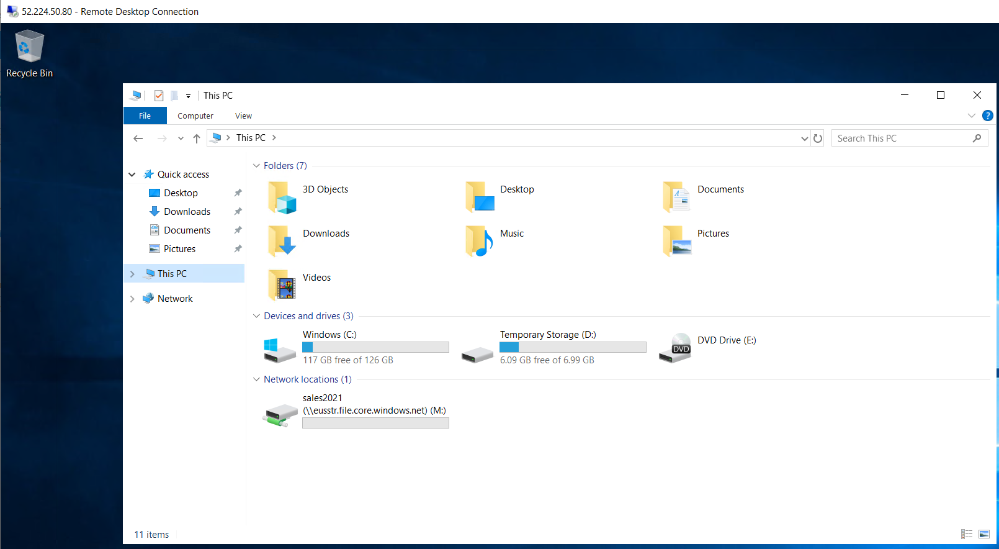 52.224.50.80 - Remote Desktop Connection
Recycle Bin
This PC
File Computer View
?
This PC
Search This PC
Quick access
Desktop
Downloads
Documents
Pictures
This PC
Network
Folders (7)
3D Objects
Desktop
Documents
Downloads
Music
Pictures
Videos
Devices and drives (3)
Windows (C:)
117 GB free of 126 GB
Temporary Storage (D:)
6.09 GB free of 6.99 GB
DVD
DVD Drive (E:)
Network locations (1)
sales2021
(\\eusstr.file.core.windows.net) (M:)
11 items